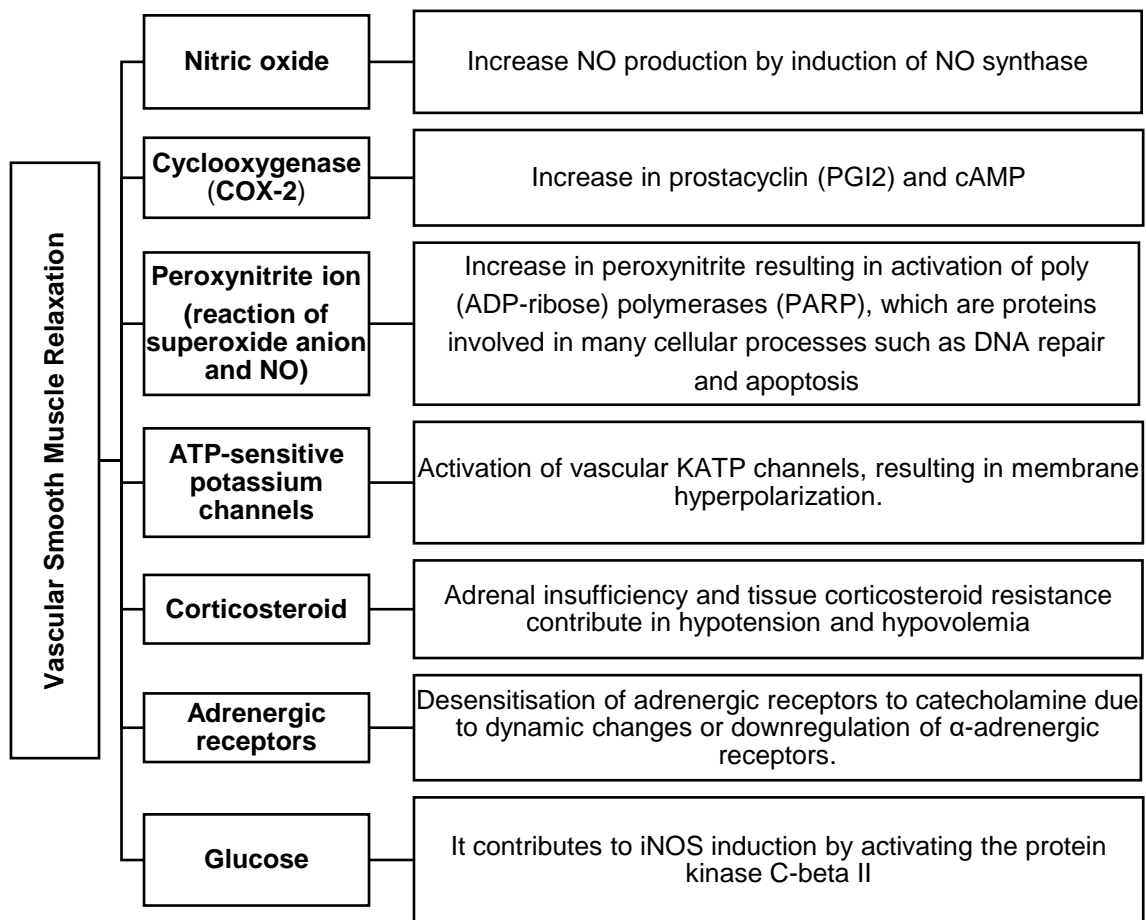 Vascular Smooth Muscle Relaxation
Nitric oxide
Increase NO production by induction of NO synthase
Cyclooxygenase
(COX-2)
Increase in prostacyclin (PGI2) and cAMP
Peroxynitrite ion
(reaction of
superoxide anion
and NO)
Increase in peroxynitrite resulting in activation of poly
(ADP-ribose) polymerases (PARP), which are proteins
involved in many cellular processes such as DNA repair
and apoptosis
ATP-sensitive
potassium
channels
Activation of vascular KATP channels, resulting in membrane
hyperpolarization.
Corticosteroid
Adrenal insufficiency and tissue corticosteroid resistance
contribute in hypotension and hypovolemia
Adrenergic
receptors
Desensitisation of adrenergic receptors to catecholamine due
to dynamic changes or downregulation of α-adrenergic
receptors.
Glucose
It contributes to iNOS induction by activating the protein
kinase C-beta II